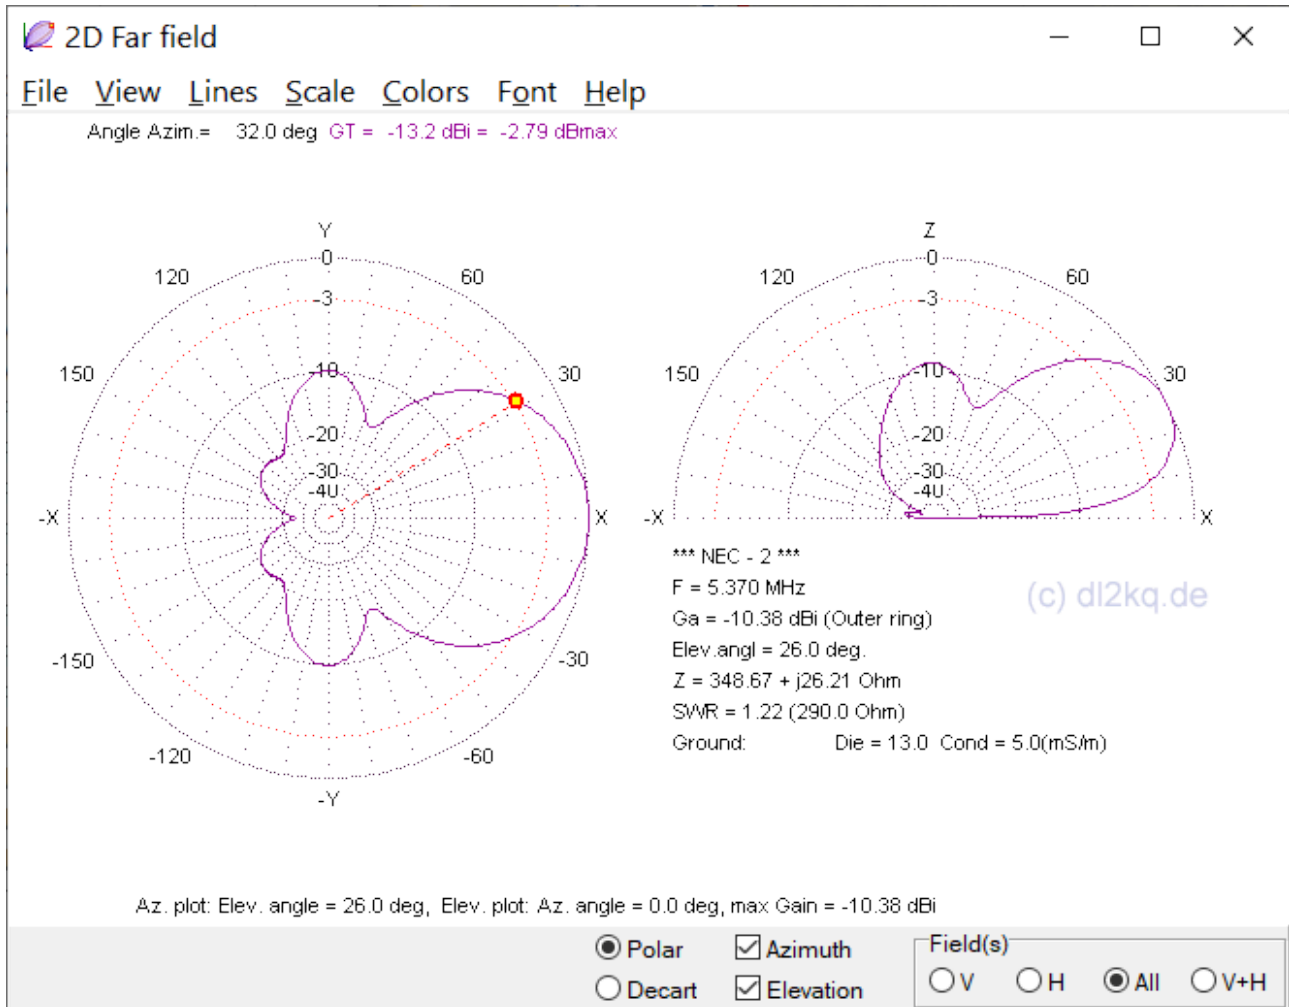 2D Far field
File View Lines Scale Colors Font Help
Angle Azim.= 32.0 deg GT = -13.2 dBi = -2.79 dBmax
Y
0
-3
-10
-20
-30
-40
120
60
150
30
-X
X
-150
-30
-120
-60
-Y
Z
0
-3
-10
-20
-30
-40
120
60
150
30
-X
X
*** NEC - 2 ***
F = 5.370 MHz
Ga = -10.38 dBi (Outer ring)
Elev.angl = 26.0 deg.
Z = 348.67 + j26.21 Ohm
SWR = 1.22 (290.0 Ohm)
Ground: Die = 13.0 Cond = 5.0(mS/m)
(c) dl2kq.de
Az. plot: Elev. angle = 26.0 deg, Elev. plot: Az. angle = 0.0 deg, max Gain = -10.38 dBi
Polar
Azimuth
Decart
Elevation
Field(s)
V H All V+H